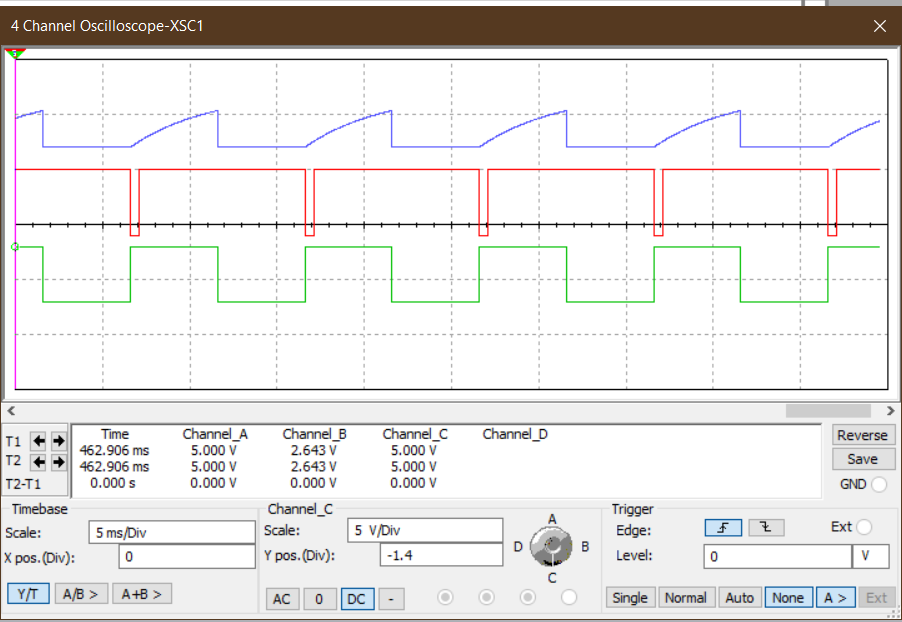 4 Channel Oscilloscope-XSC1
Time Channel_A Channel_B Channel_C Channel_D
T1 462.906 ms 5.000 V 2.643 V 5.000 V
T2 462.906 ms 5.000 V 2.643 V 5.000 V
T2-T1 0.000 s 0.000 V 0.000 V 0.000 V
Reverse
Save
GND
Timebase
Scale: 5 ms/Div
X pos.(Div): 0
Y/T A/B > A+B >
Channel_C
Scale: 5 V/Div
Y pos.(Div): -1.4
AC 0 DC -
A
D B
C
Trigger
Edge: Ext
Level: 0 V
Single Normal Auto None A > Ext